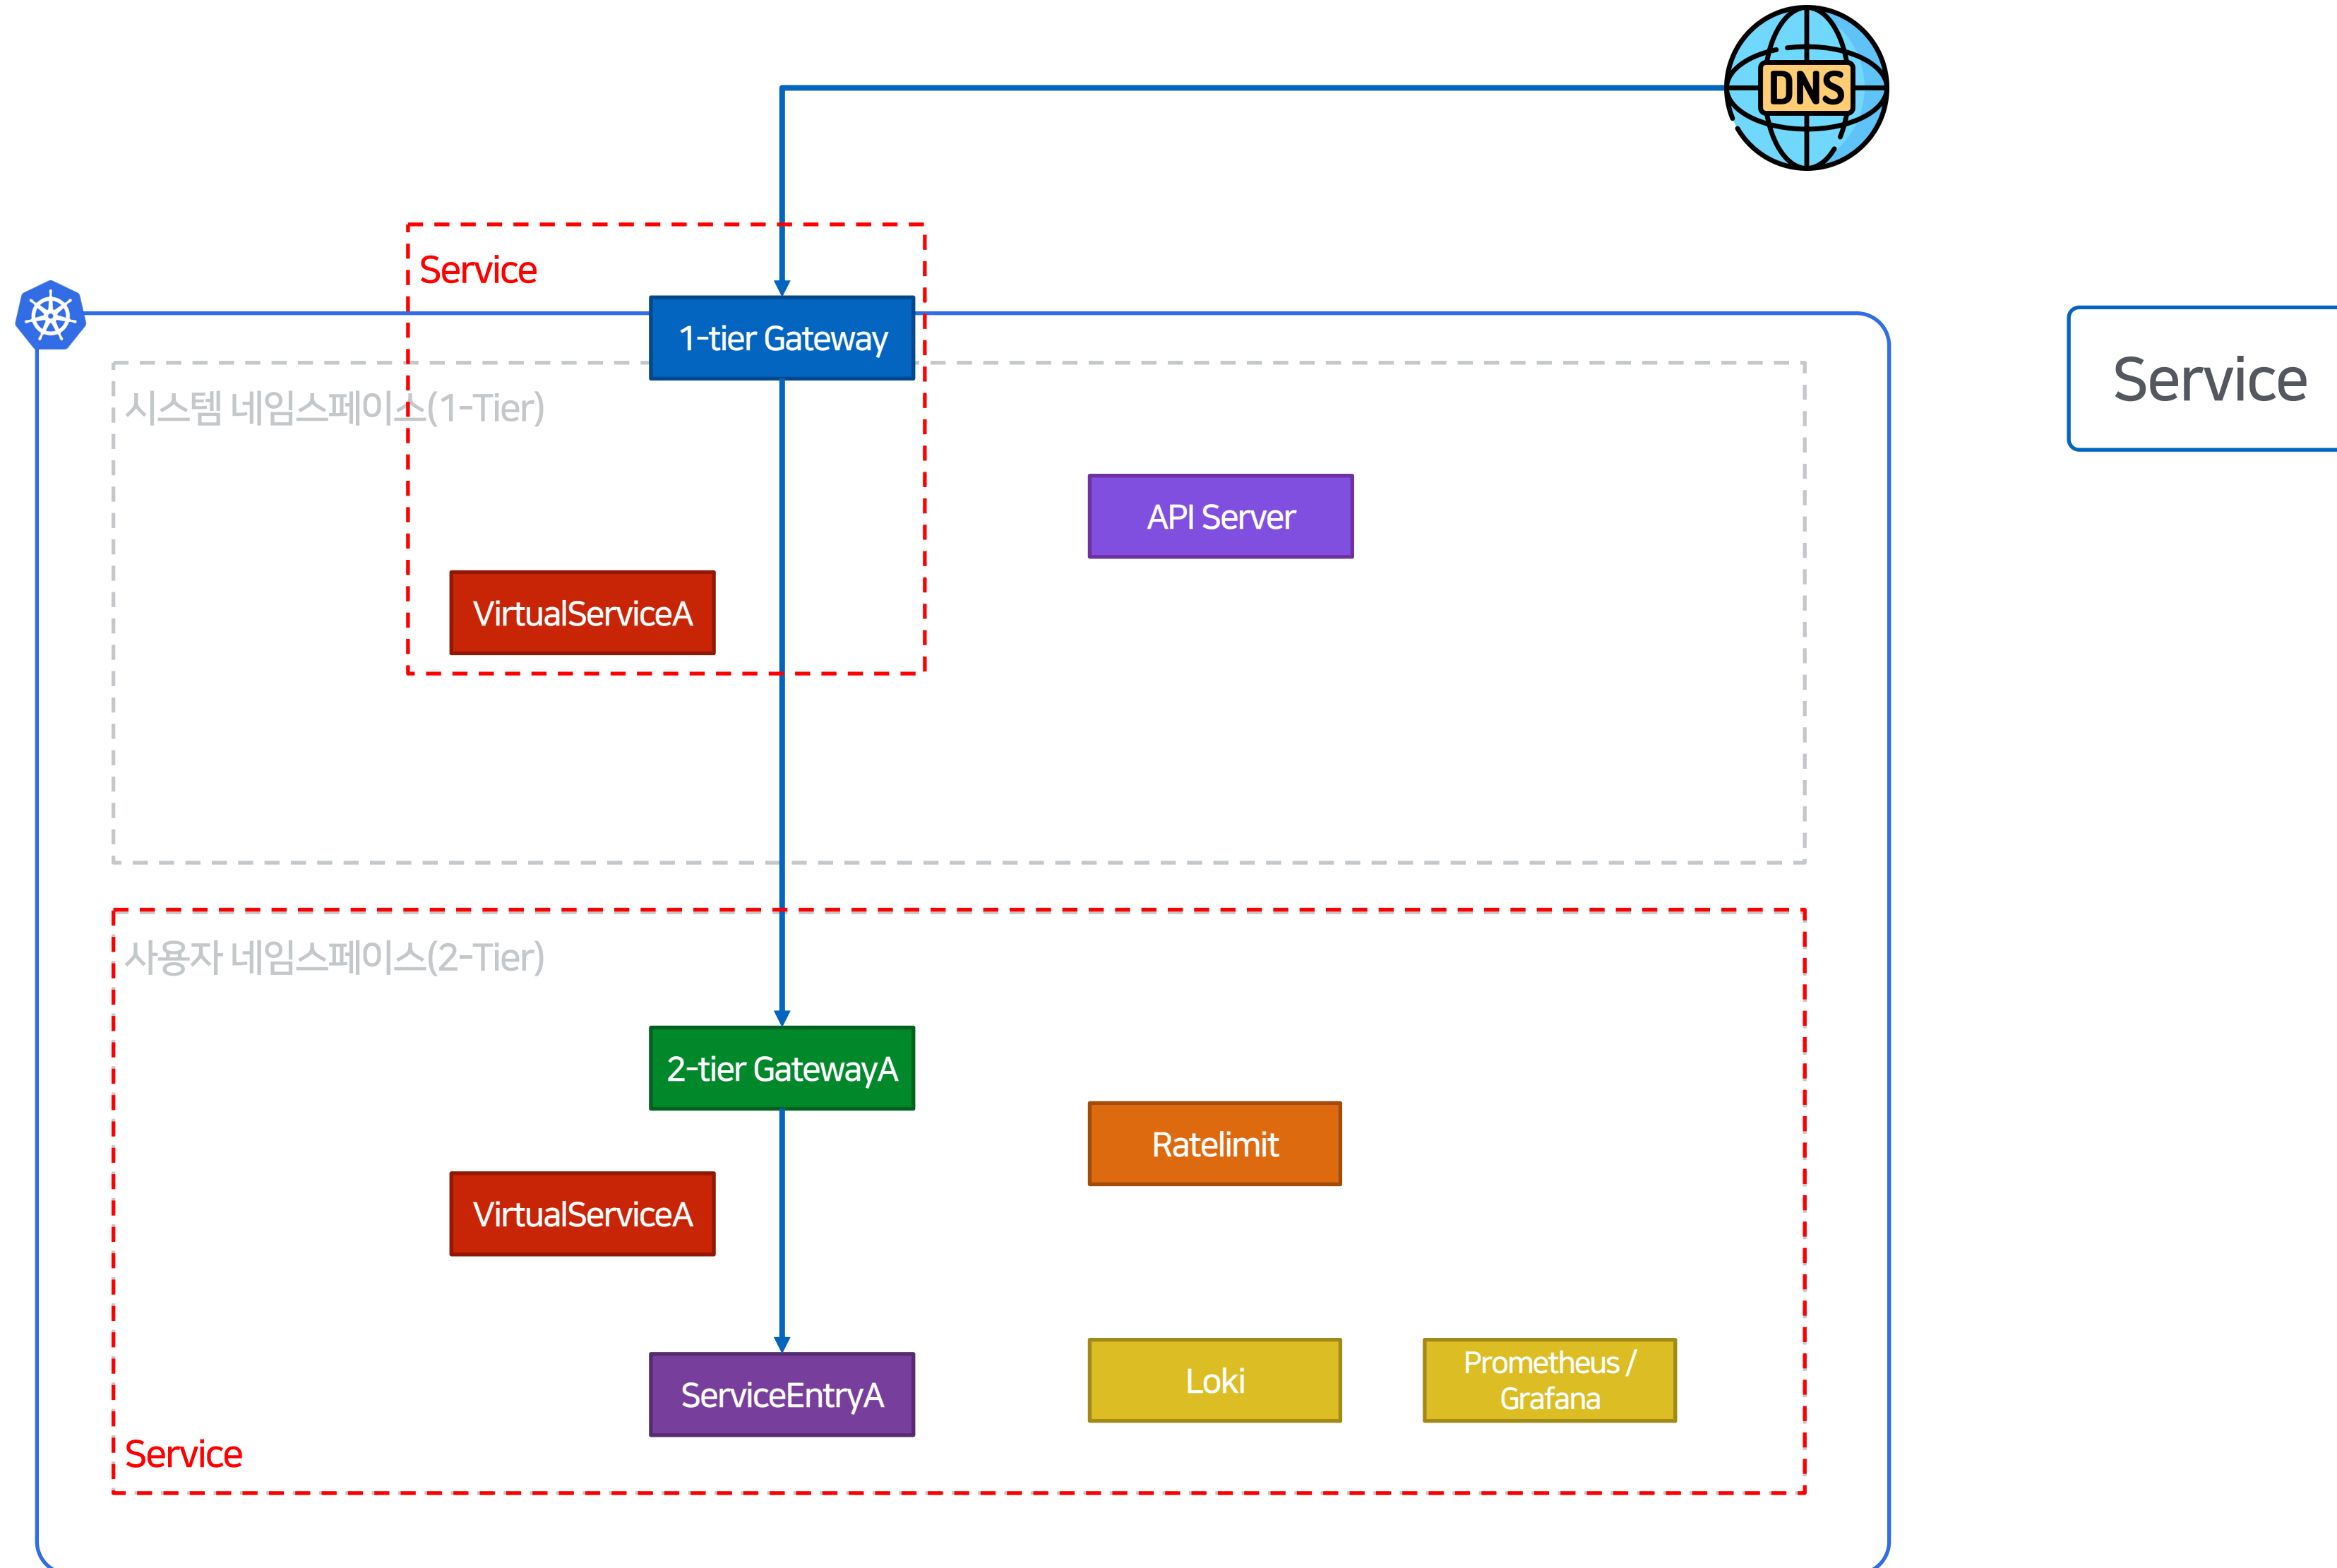 DNS
Service
1-tier Gateway
시스템 네임스페이스(1-Tier)
Service
API Server
VirtualServiceA
사용자 네임스페이스(2-Tier)
2-tier GatewayA
Ratelimit
VirtualServiceA
ServiceEntryA
Loki
Prometheus /
Grafana
Service